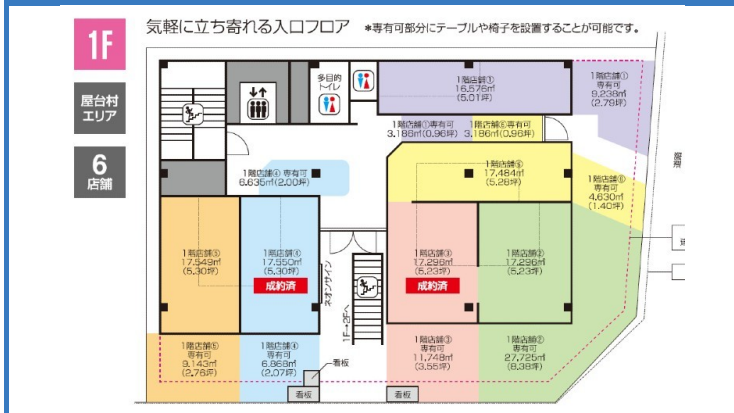 1F
気軽に立ち寄れる入口フロア
*専有可部分にテーブルや椅子を設置することが可能です。
屋台村
エリア
6
店舗
多目的
トイレ
1階店舗①
16.576㎡
(5.01坪)
1階店舗①
専有可
9.238㎡
(2.79坪)
1階店舗①専有可
3.186㎡(0.96坪)
1階店舗⑥専有可
3.186㎡(0.96坪)
1階店舗④ 専有可
6.635㎡(2.00坪)
1階店舗⑥
17.484㎡
(5.28坪)
1階店舗⑥
専有可
4.630㎡
(1.40坪)
1階店舗⑤
17.549㎡
(5.30坪)
1階店舗④
17.550㎡
(5.30坪)
成約済
ネオンサイン
1F→2Fへ
1階店舗③
17.296㎡
(5.23坪)
成約済
1階店舗②
17.296㎡
(5.23坪)
1階店舗⑤
専有可
9.143㎡
(2.76坪)
1階店舗④
専有可
6.868㎡
(2.07坪)
看板
看板
1階店舗③
専有可
11.748㎡
(3.55坪)
看板
1階店舗②
専有可
27.725㎡
(8.38坪)